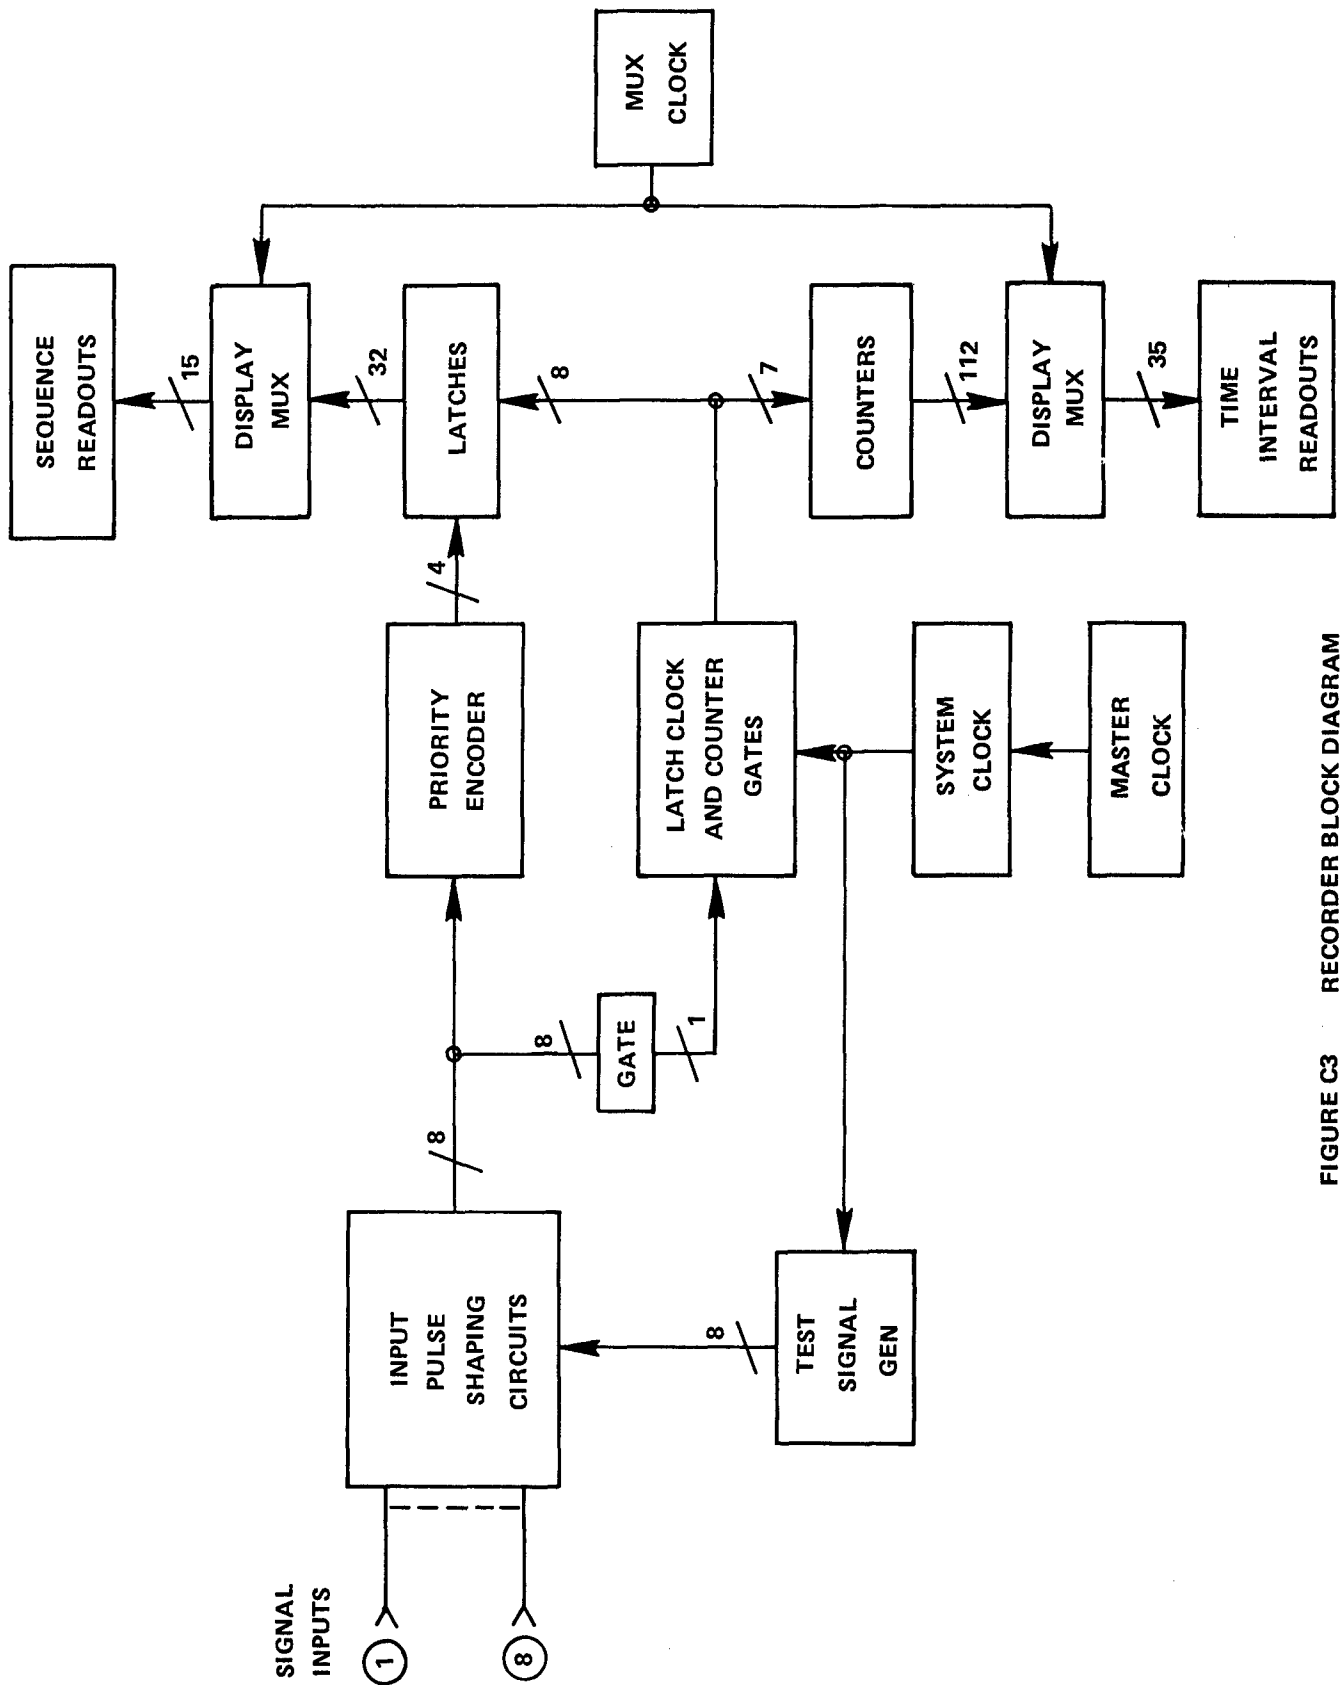 SIGNAL
INPUTS
1
8
INPUT
PULSE
SHAPING
CIRCUITS
8
8
TEST
SIGNAL
GEN
8
GATE
1
PRIORITY
ENCODER
4
LATCH CLOCK
AND COUNTER
GATES
SYSTEM
CLOCK
MASTER
CLOCK
SEQUENCE
READOUTS
15
DISPLAY
MUX
32
LATCHES
8
7
COUNTERS
112
DISPLAY
MUX
35
TIME
INTERVAL
READOUTS
MUX
CLOCK
FIGURE C3 RECORDER BLOCK DIAGRAM